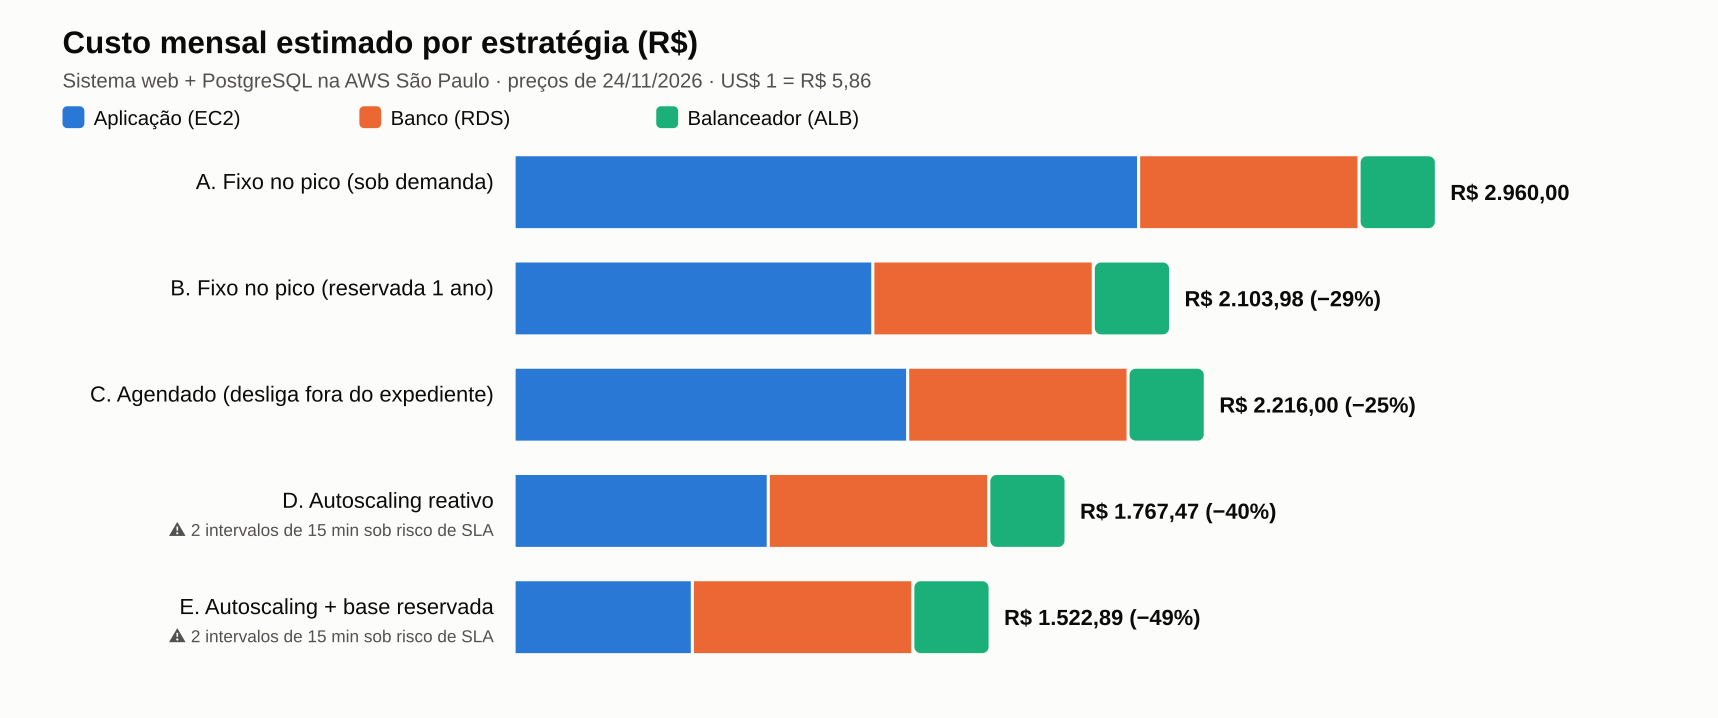 Custo mensal estimado por estratégia (R$)
Sistema web + PostgreSQL na AWS São Paulo · preços de 24/11/2026 · US$ 1 = R$ 5,86
Aplicação (EC2) Banco (RDS) Balanceador (ALB)
A. Fixo no pico (sob demanda) R$ 2.960,00
B. Fixo no pico (reservada 1 ano) R$ 2.103,98 (−29%)
C. Agendado (desliga fora do expediente) R$ 2.216,00 (−25%)
D. Autoscaling reativo R$ 1.767,47 (−40%)
⚠ 2 intervalos de 15 min sob risco de SLA
E. Autoscaling + base reservada R$ 1.522,89 (−49%)
⚠ 2 intervalos de 15 min sob risco de SLA